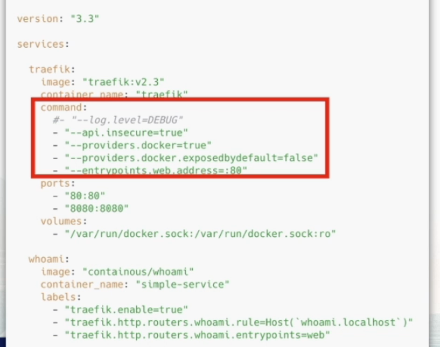 version: "3.3"
services:
traefik:
image: "traefik:v2.3"
container_name: "traefik"
command:
#- "--log.level=DEBUG"
- "--api.insecure=true"
- "--providers.docker=true"
- "--providers.docker.exposedbydefault=false"
- "--entrypoints.web.address=:80"
ports:
- "80:80"
- "8080:8080"
volumes:
- "/var/run/docker.sock:/var/run/docker.sock:ro"
whoami:
image: "containous/whoami"
container_name: "simple-service"
labels:
- "traefik.enable=true"
- "traefik.http.routers.whoami.rule=Host(`whoami.localhost`)"
- "traefik.http.routers.whoami.entrypoints=web"